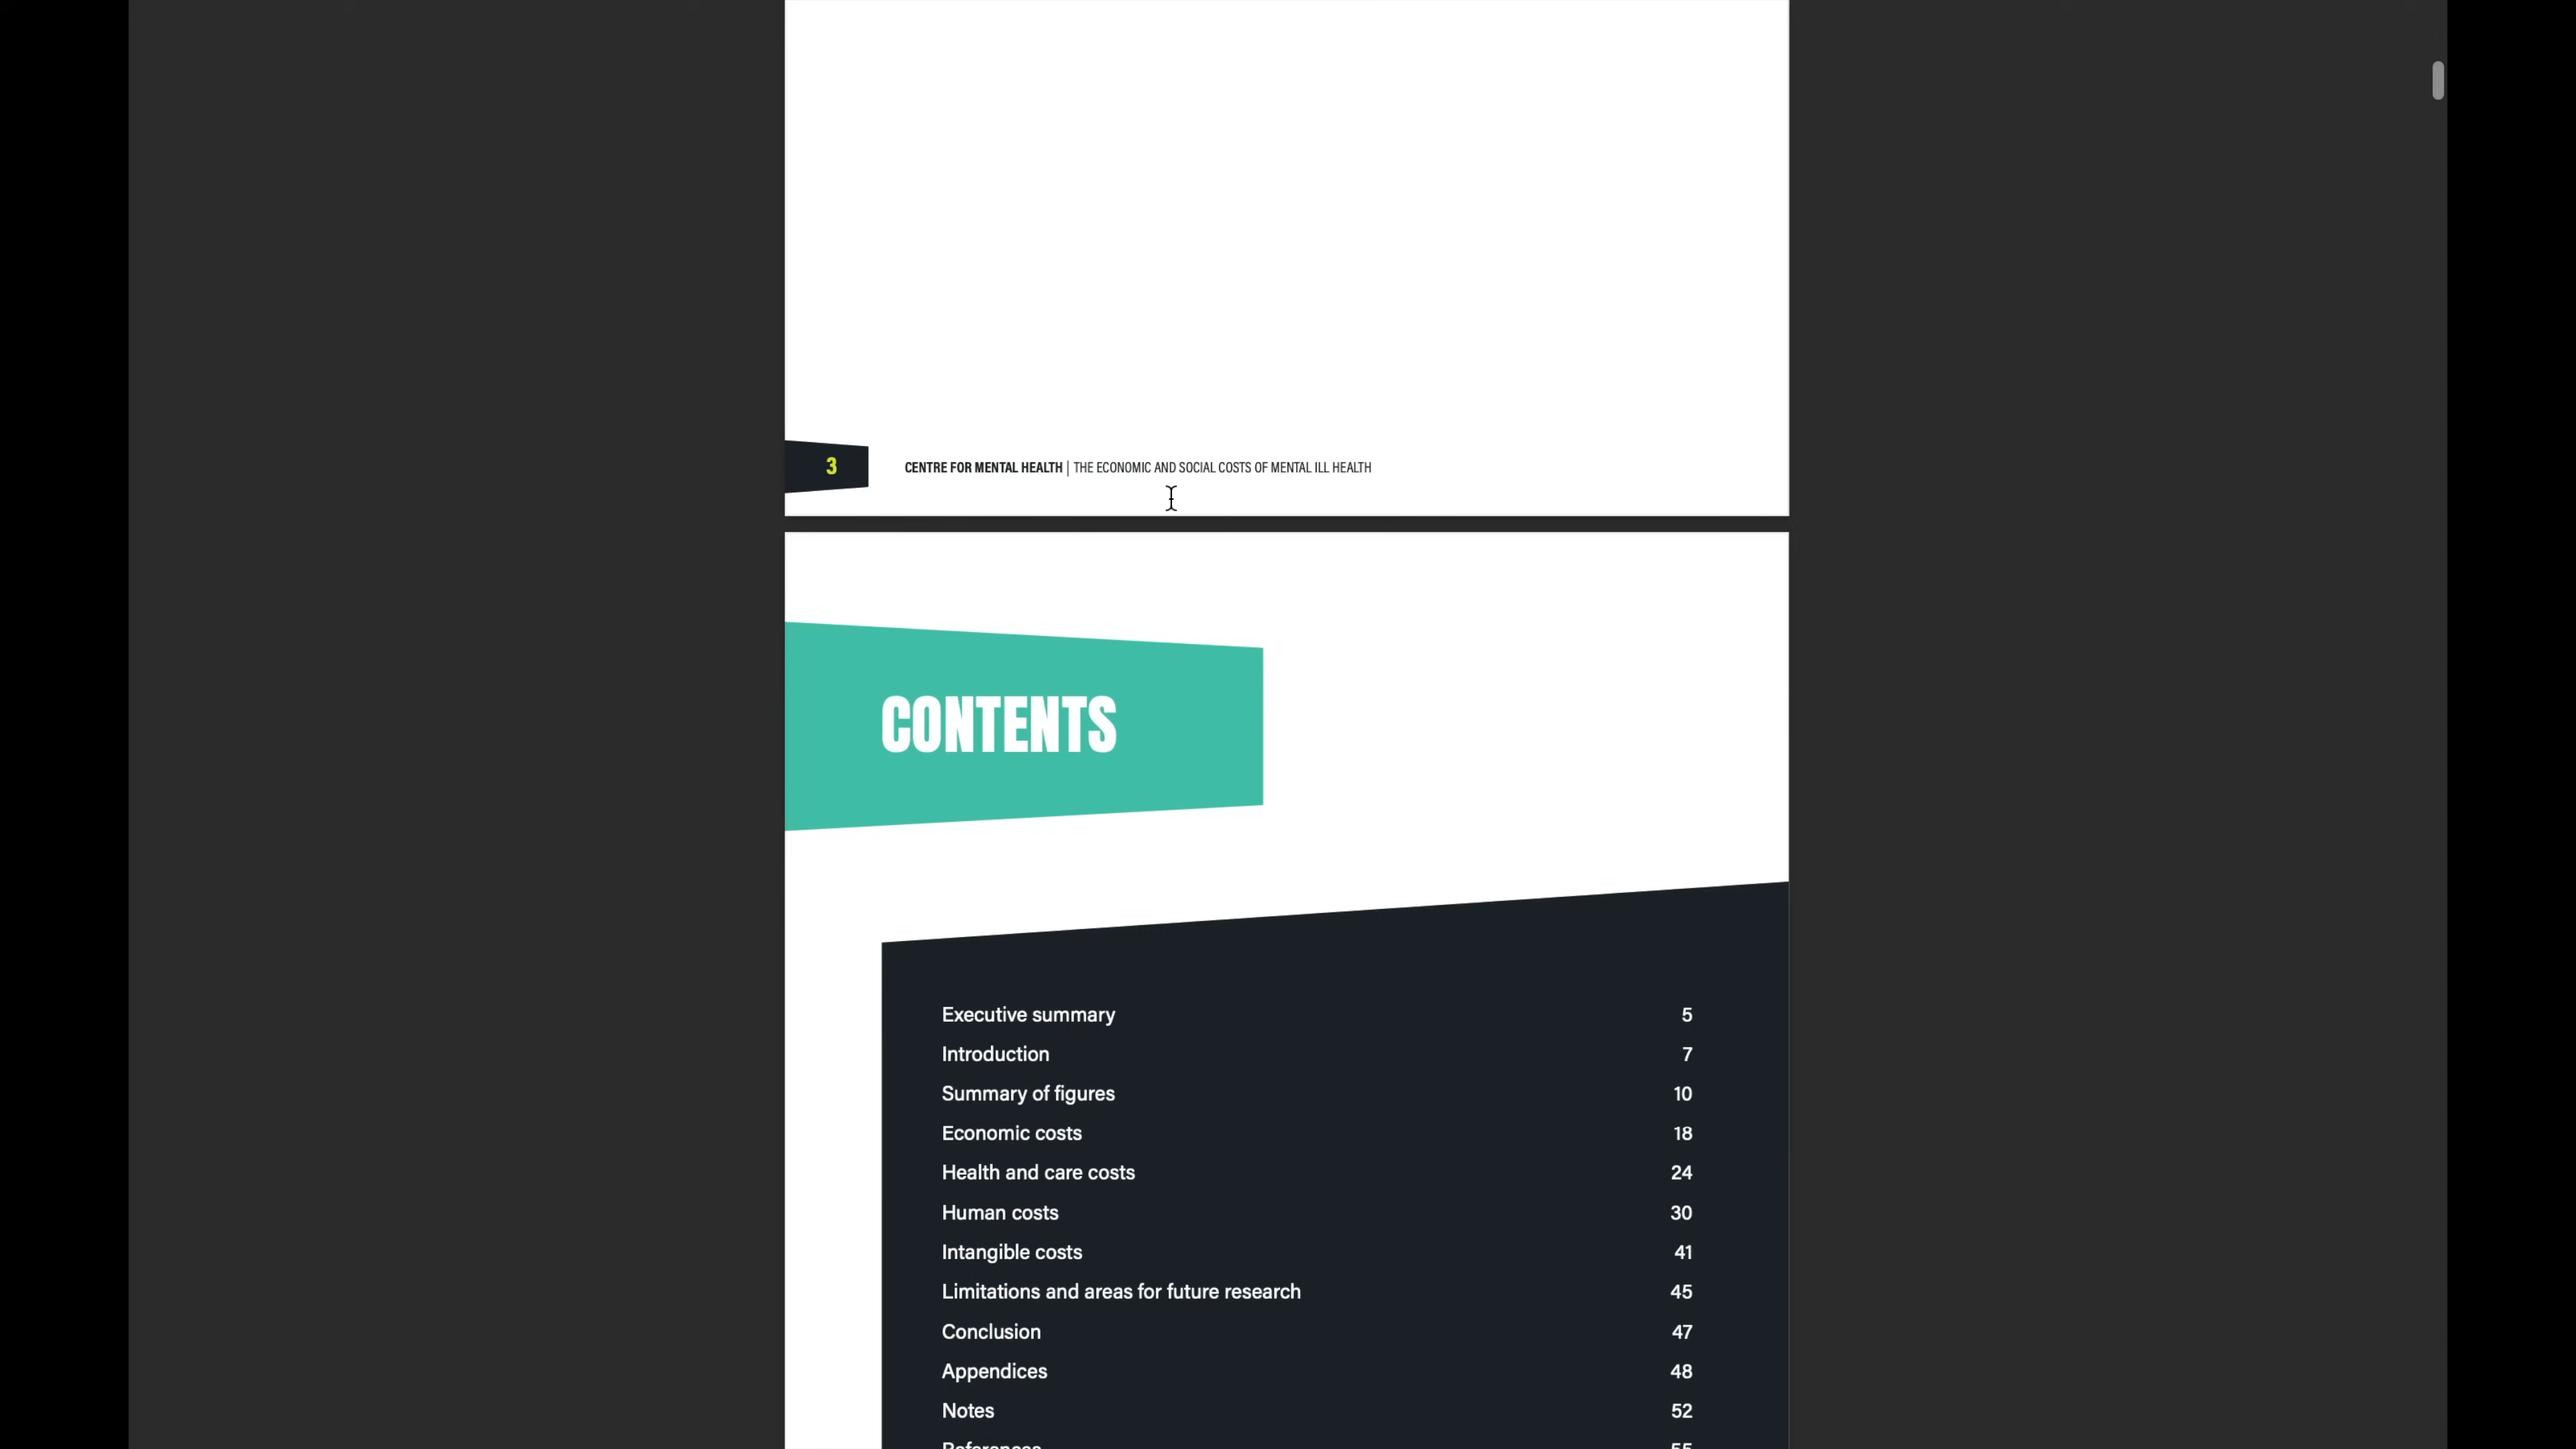 3
CENTRE FOR MENTAL HEALTH | THE ECONOMIC AND SOCIAL COSTS OF MENTAL ILL HEALTH
CONTENTS
Executive summary 5
Introduction 7
Summary of figures 10
Economic costs 18
Health and care costs 24
Human costs 30
Intangible costs 41
Limitations and areas for future research 45
Conclusion 47
Appendices 48
Notes 52
References 55